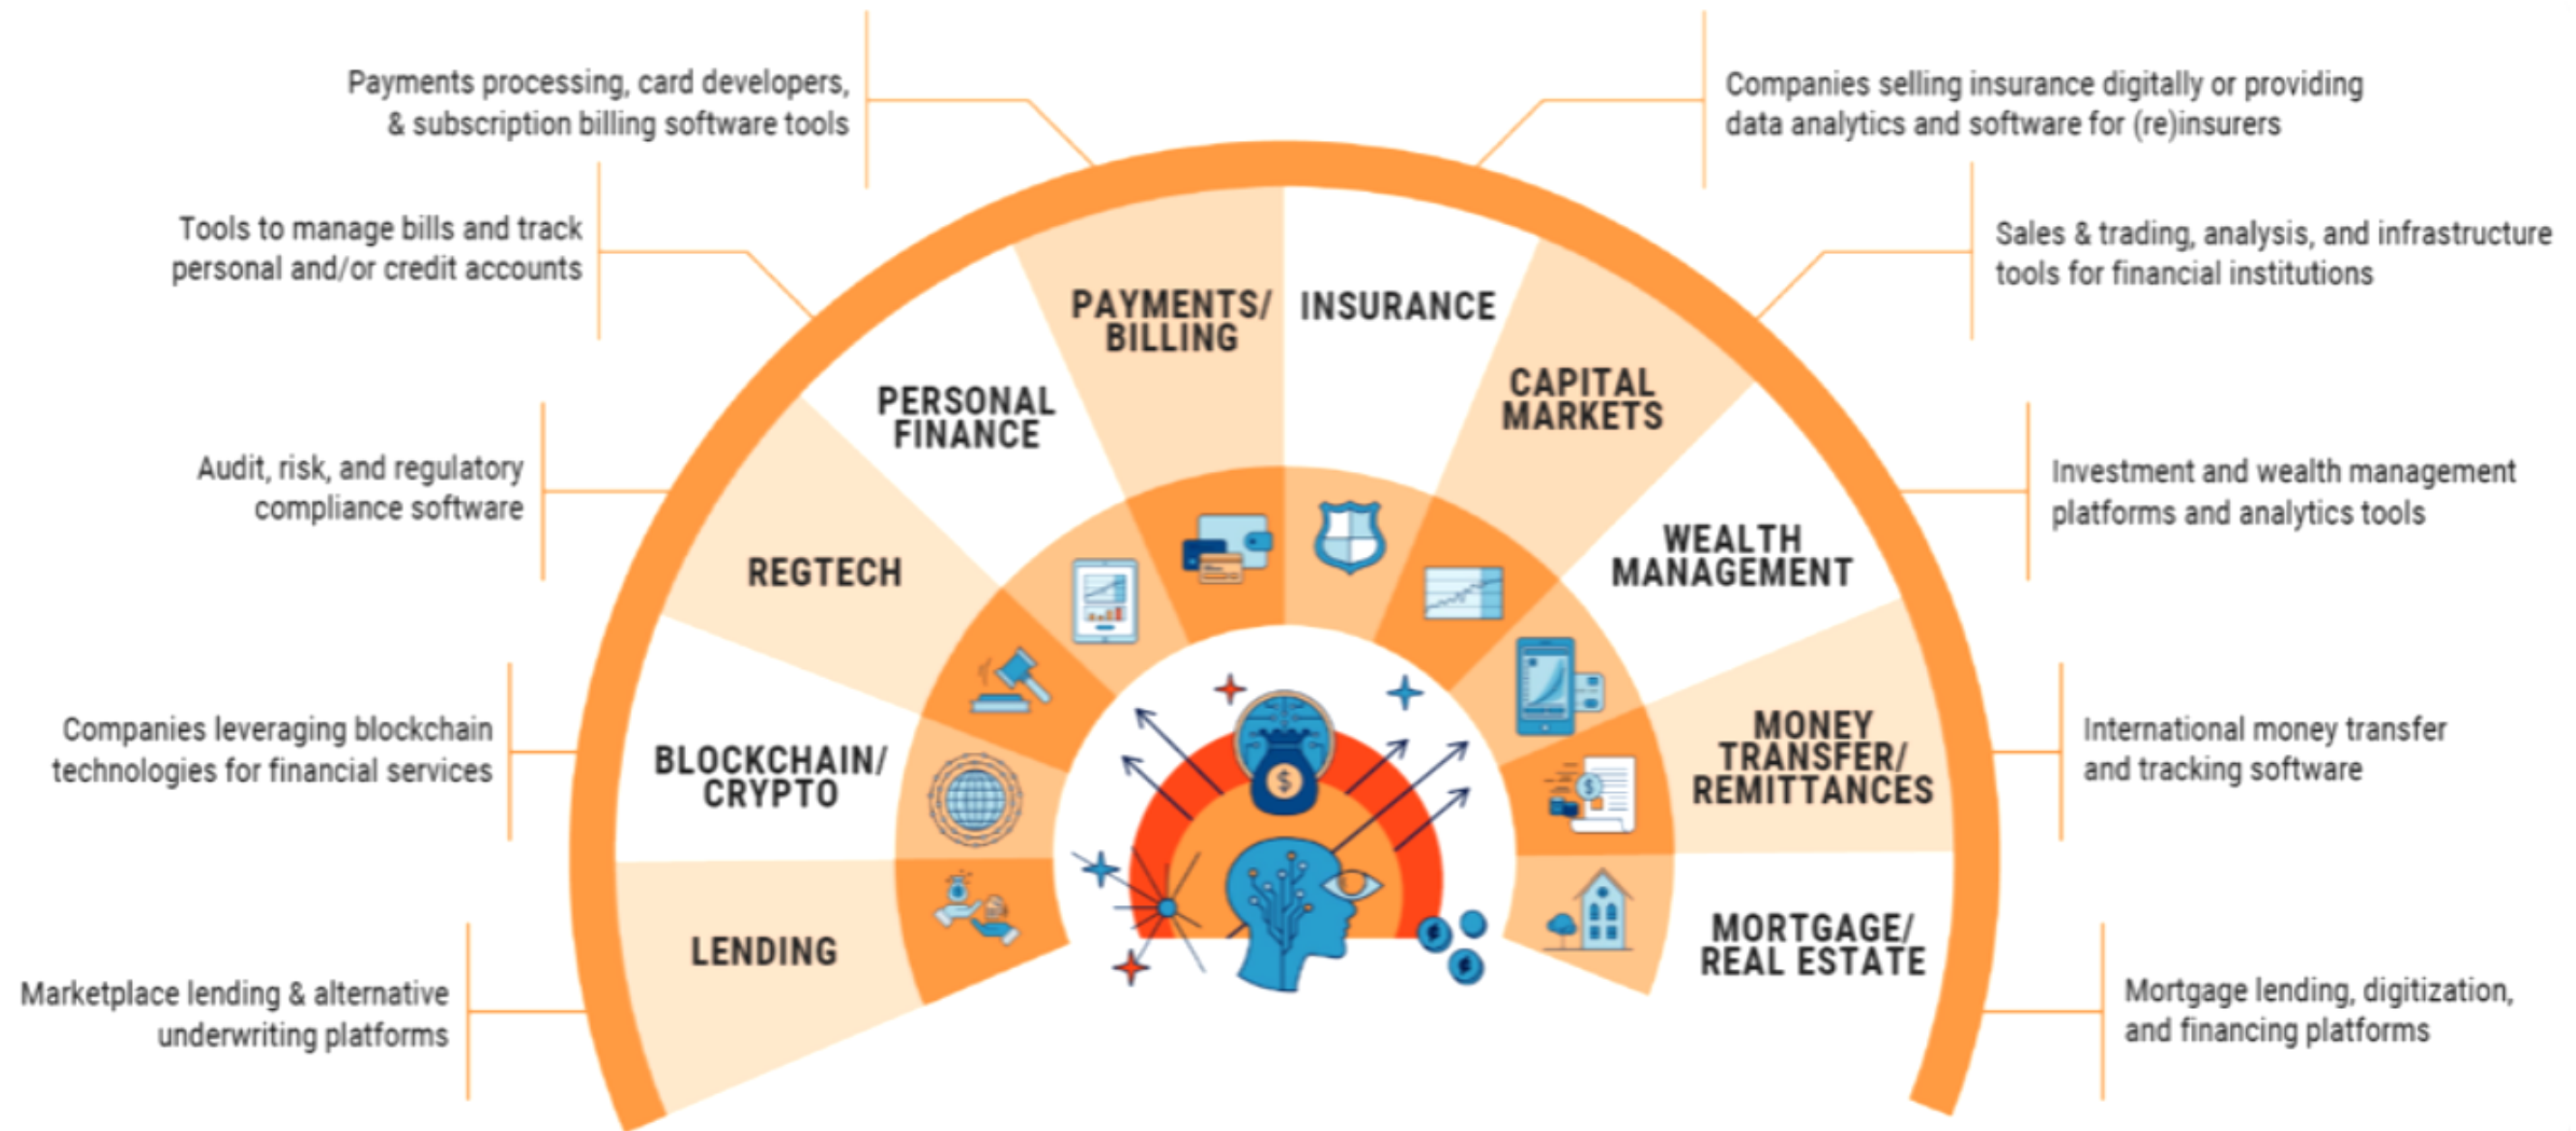 Payments processing, card developers,
& subscription billing software tools
Companies selling insurance digitally or providing
data analytics and software for (re)insurers
Tools to manage bills and track
personal and/or credit accounts
Sales & trading, analysis, and infrastructure
tools for financial institutions
PAYMENTS/
BILLING
INSURANCE
PERSONAL
FINANCE
CAPITAL
MARKETS
Audit, risk, and regulatory
compliance software
Investment and wealth management
platforms and analytics tools
REGTECH
WEALTH
MANAGEMENT
Companies leveraging blockchain
technologies for financial services
BLOCKCHAIN/
CRYPTO
MONEY
TRANSFER/
REMITTANCES
International money transfer
and tracking software
$
$
LENDING
MORTGAGE/
REAL ESTATE
Marketplace lending & alternative
underwriting platforms
Mortgage lending, digitization,
and financing platforms